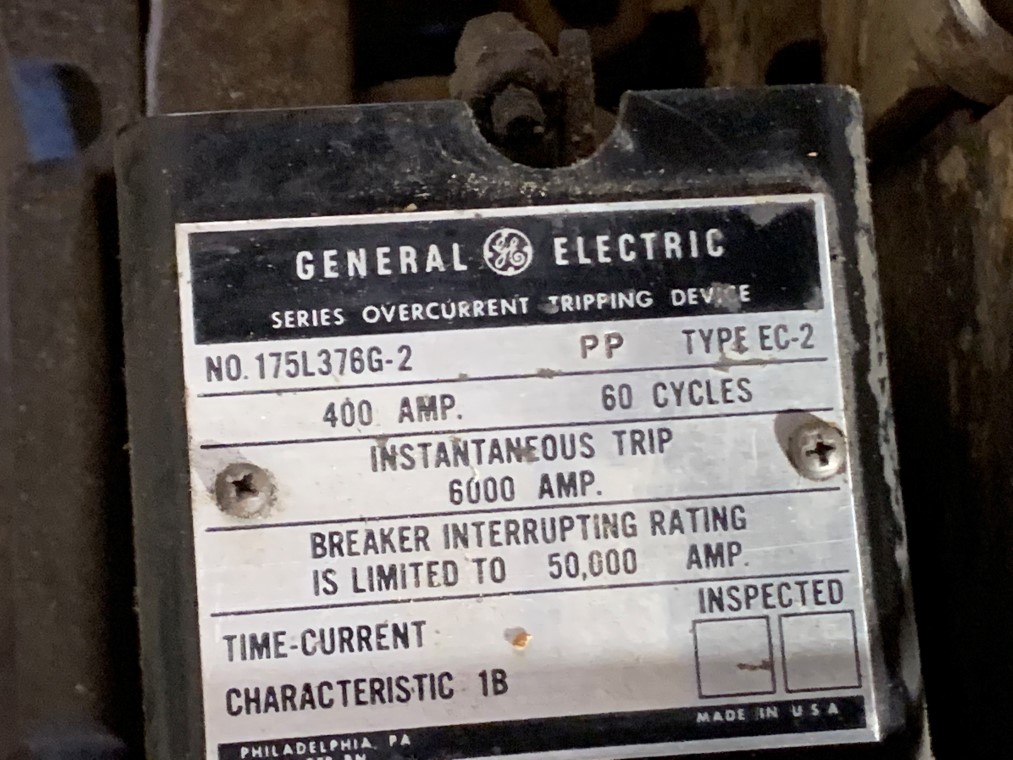 GENERAL GE ELECTRIC
SERIES OVERCURRENT TRIPPING DEVICE
NO. 175L376G-2 PP TYPE EC-2
400 AMP. 60 CYCLES
INSTANTANEOUS TRIP
6000 AMP.
BREAKER INTERRUPTING RATING
IS LIMITED TO 50,000 AMP.
INSPECTED
TIME-CURRENT
CHARACTERISTIC 1B
MADE IN U S A
PHILADELPHIA, PA